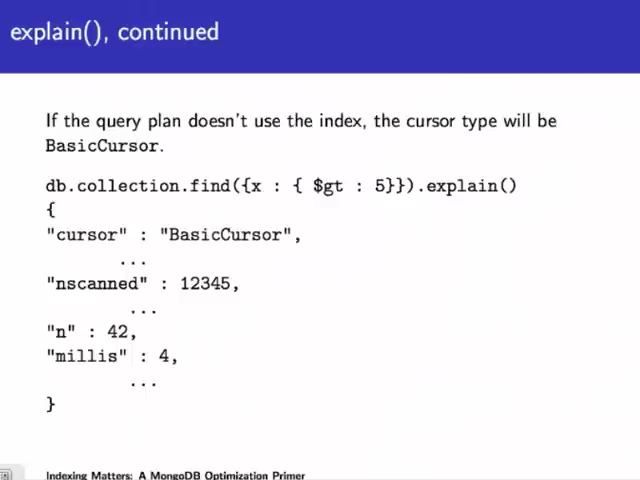 explain(), continued
If the query plan doesn't use the index, the cursor type will be
BasicCursor.
db.collection.find({x : { $gt : 5}}).explain()
{
"cursor" : "BasicCursor",
...
"nscanned" : 12345,
...
"n" : 42,
"millis" : 4,
...
}
Indexing Matters: A MongoDB Optimization Primer